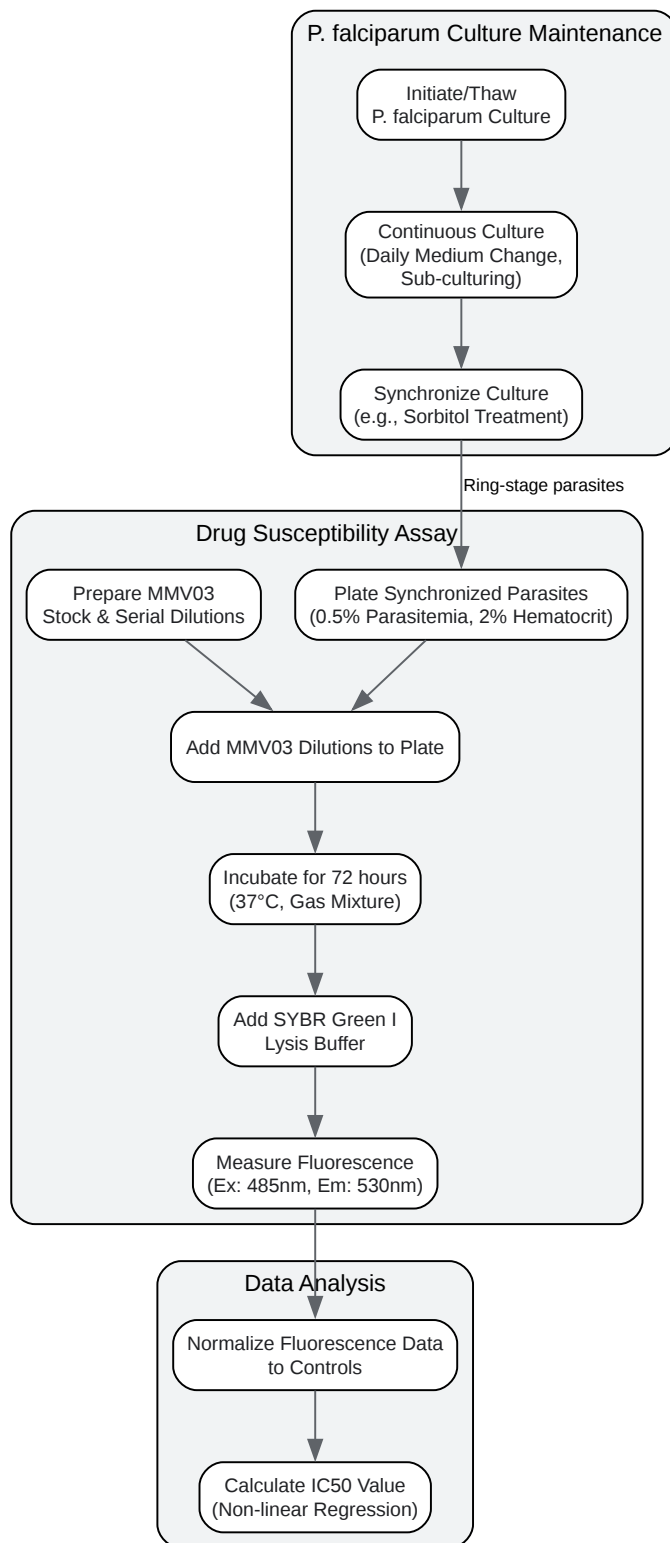 P. falciparum Culture Maintenance
Initiate/Thaw
P. falciparum Culture
Continuous Culture
(Daily Medium Change,
Sub-culturing)
Synchronize Culture
(e.g., Sorbitol Treatment)
Ring-stage parasites
Drug Susceptibility Assay
Prepare MMV03
Stock & Serial Dilutions
Plate Synchronized Parasites
(0.5% Parasitemia, 2% Hematocrit)
Add MMV03 Dilutions to Plate
Incubate for 72 hours
(37°C, Gas Mixture)
Add SYBR Green I
Lysis Buffer
Measure Fluorescence
(Ex: 485nm, Em: 530nm)
Data Analysis
Normalize Fluorescence Data
to Controls
Calculate IC50 Value
(Non-linear Regression)